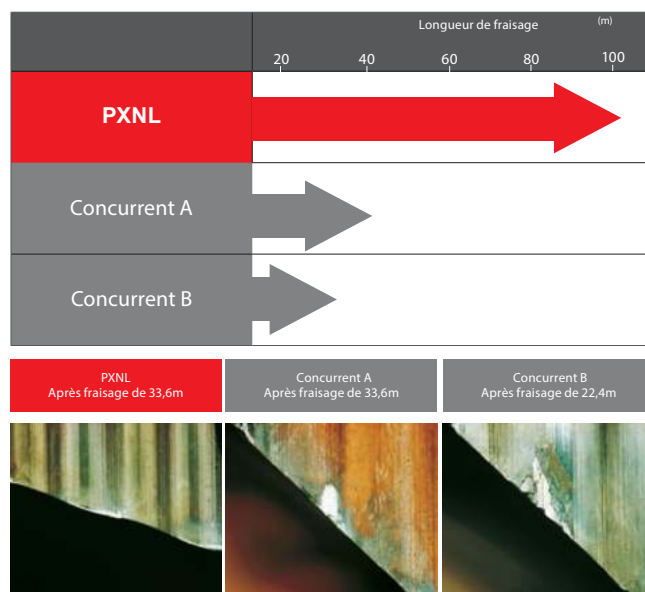 Longueur de fraisage (m)
20 40 60 80 100
PXNL
Concurrent A
Concurrent B
PXNL
Après fraisage de 33,6m
Concurrent A
Après fraisage de 33,6m
Concurrent B
Après fraisage de 22,4m